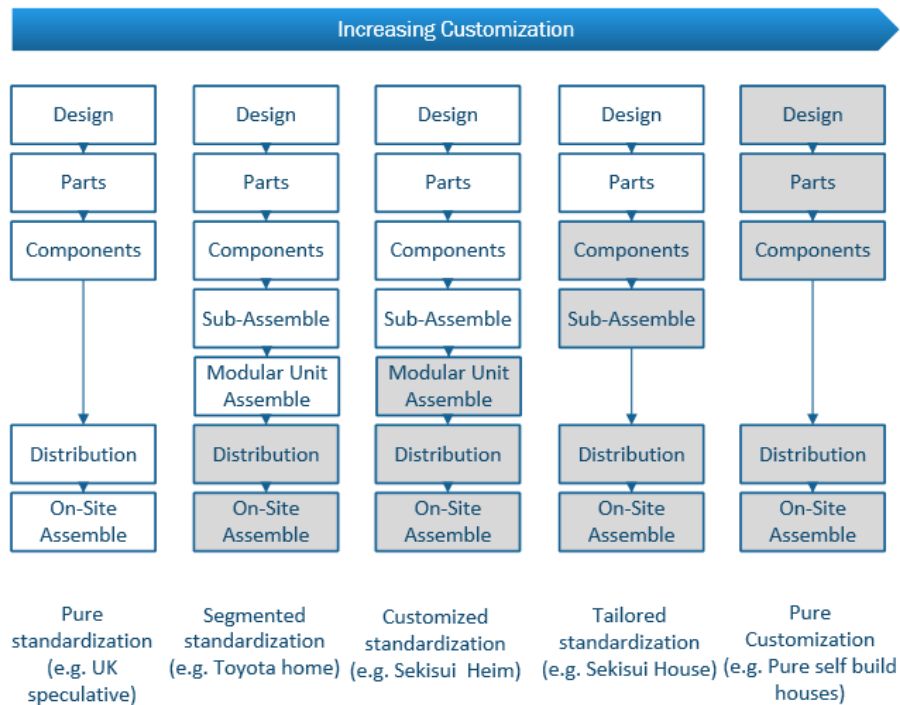 Increasing Customization
Design
Parts
Components
Distribution
On-Site
Assemble
Pure
standardization
(e.g. UK
speculative)
Design
Parts
Components
Sub-Assemble
Modular Unit
Assemble
Distribution
On-Site
Assemble
Segmented
standardization
(e.g. Toyota home)
Design
Parts
Components
Sub-Assemble
Modular Unit
Assemble
Distribution
On-Site
Assemble
Customized
standardization
(e.g. Sekisui Heim)
Design
Parts
Components
Sub-Assemble
Distribution
On-Site
Assemble
Tailored
standardization
(e.g. Sekisui House)
Design
Parts
Components
Distribution
On-Site
Assemble
Pure
Customization
(e.g. Pure self build
houses)